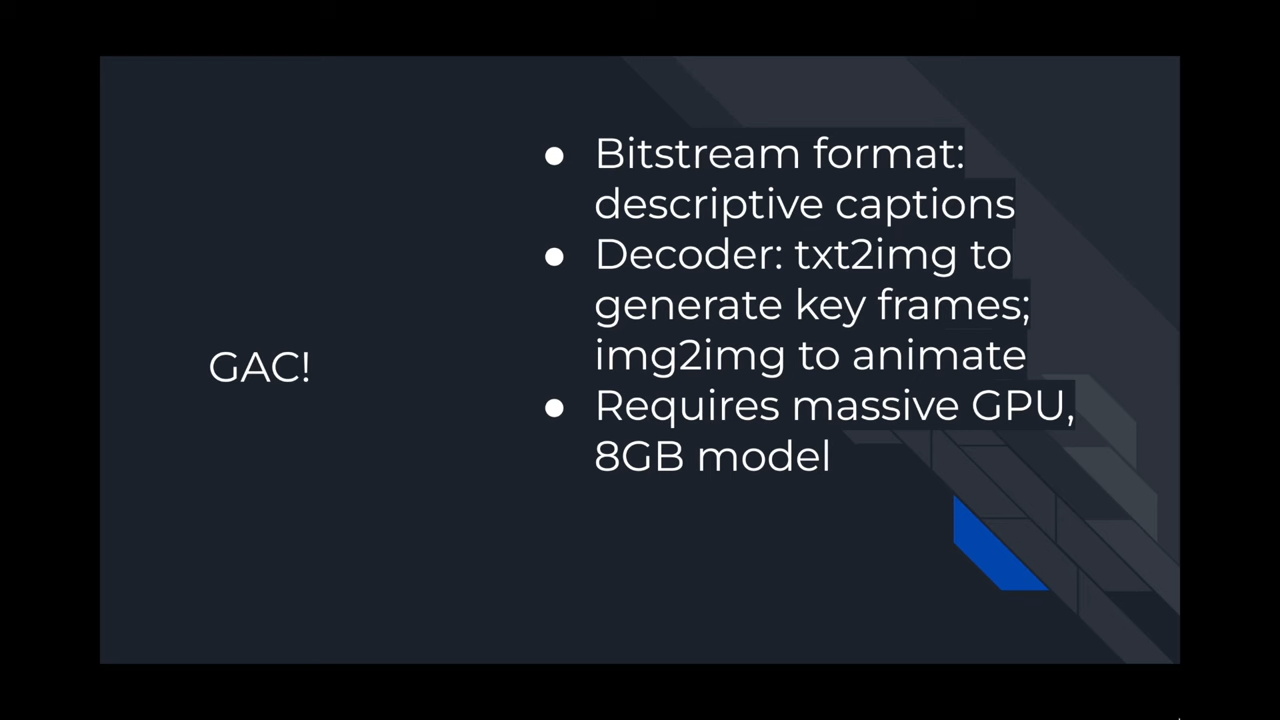 GAC!
● Bitstream format:
descriptive captions
● Decoder: txt2img to
generate key frames;
img2img to animate
● Requires massive GPU,
8GB model